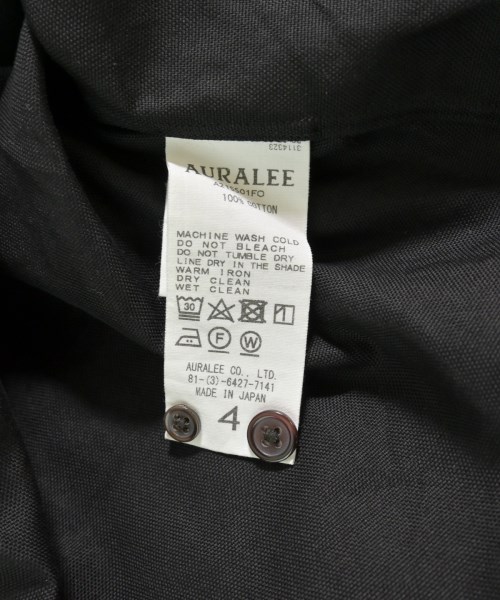 3114323
AURALEE
100% COTTON
MACHINE WASH COLD
DO NOT BLEACH
DO NOT TUMBLE DRY
LINE DRY IN THE SHADE
WARM IRON
DRY CLEAN
WET CLEAN
30
F W
AURALEE CO., LTD.
81-(3)-6427-7141
MADE IN JAPAN
4